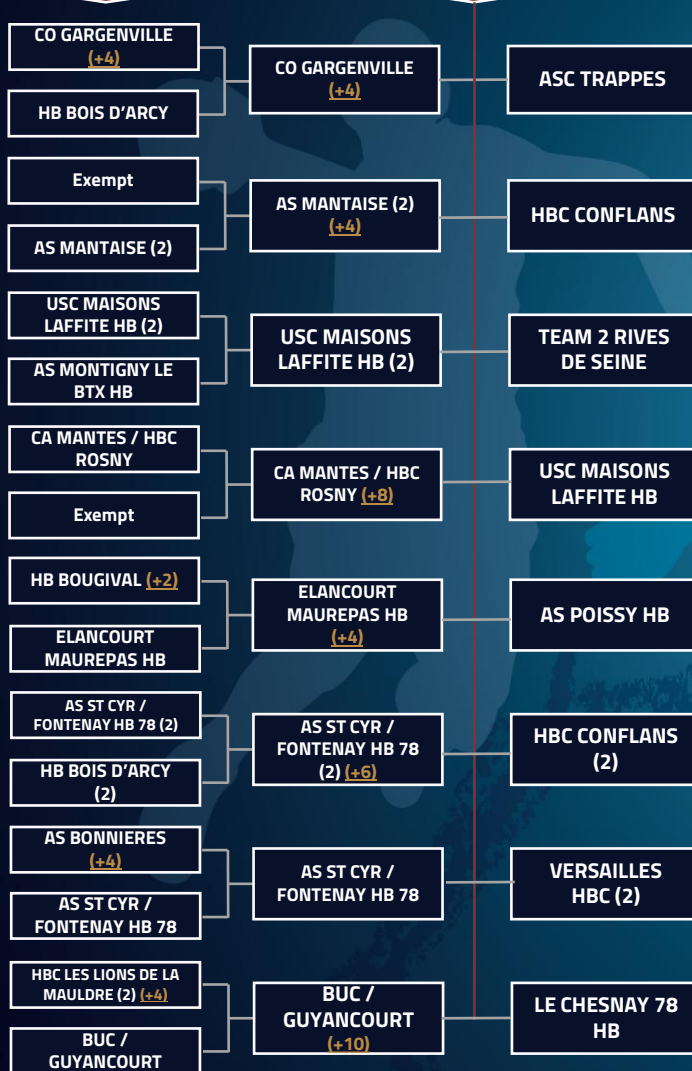 CO GARGENVILLE
(+4)
HB BOIS D'ARCY
Exempt
AS MANTAISE (2)
USC MAISONS
LAFFITE HB (2)
AS MONTIGNY LE
BTX HB
CA MANTES / HBC
ROSNY
Exempt
HB BOUGIVAL (+2)
ELANCOURT
MAUREPAS HB
AS ST CYR /
FONTENAY HB 78 (2)
HB BOIS D'ARCY
(2)
AS BONNIERES
(+4)
AS ST CYR /
FONTENAY HB 78
HBC LES LIONS DE LA
MAULDRE (2) (+4)
BUC /
GUYANCOURT
CO GARGENVILLE
(+4)
AS MANTAISE (2)
(+4)
USC MAISONS
LAFFITE HB (2)
CA MANTES / HBC
ROSNY (+8)
ELANCOURT
MAUREPAS HB
(+4)
AS ST CYR /
FONTENAY HB 78
(2) (+6)
AS ST CYR /
FONTENAY HB 78
BUC /
GUYANCOURT
(+10)
ASC TRAPPES
HBC CONFLANS
TEAM 2 RIVES
DE SEINE
USC MAISONS
LAFFITE HB
AS POISSY HB
HBC CONFLANS
(2)
VERSAILLES
HBC (2)
LE CHESNAY 78
HB